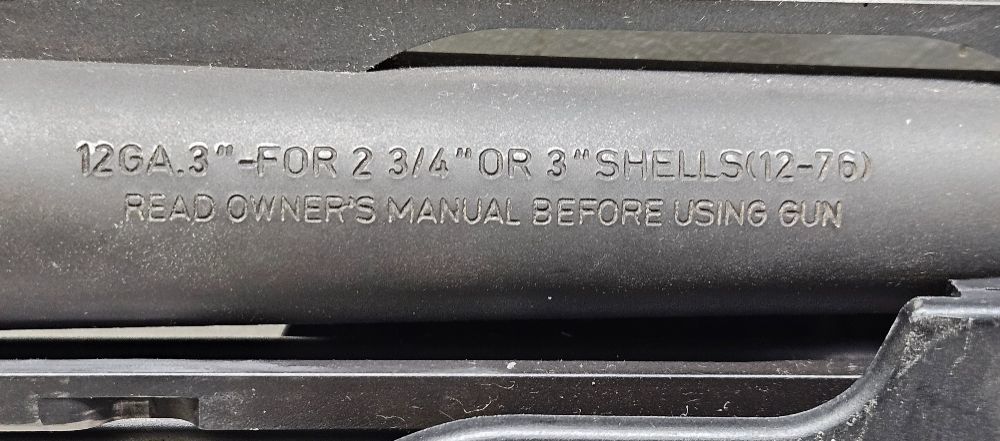 12GA.3"-FOR 2 3/4" OR 3" SHELLS(12-76)
READ OWNER'S MANUAL BEFORE USING GUN